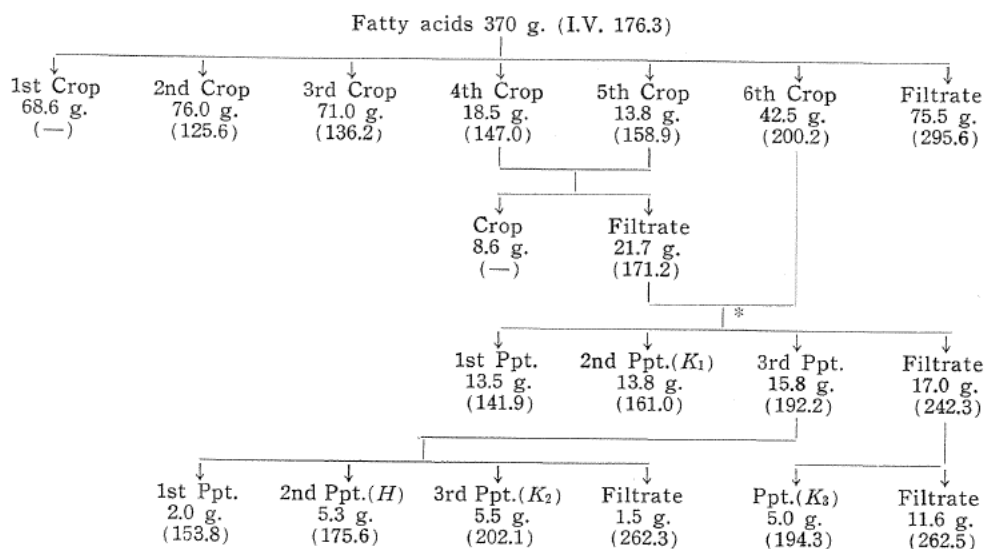 Fatty acids 370 g. (I.V. 176.3)
1st Crop 2nd Crop 3rd Crop 4th Crop 5th Crop 6th Crop Filtrate
68.6 g. 76.0 g. 71.0 g. 18.5 g. 13.8 g. 42.5 g. 75.5 g.
(—) (125.6) (136.2) (147.0) (158.9) (200.2) (295.6)
Crop Filtrate
8.6 g. 21.7 g.
(—) (171.2)
*
1st Ppt. 2nd Ppt.(K₁) 3rd Ppt. Filtrate
13.5 g. 13.8 g. 15.8 g. 17.0 g.
(141.9) (161.0) (192.2) (242.3)
1st Ppt. 2nd Ppt.(H) 3rd Ppt.(K₂) Filtrate Ppt.(K₃) Filtrate
2.0 g. 5.3 g. 5.5 g. 1.5 g. 5.0 g. 11.6 g.
(153.8) (175.6) (202.1) (262.3) (194.3) (262.5)